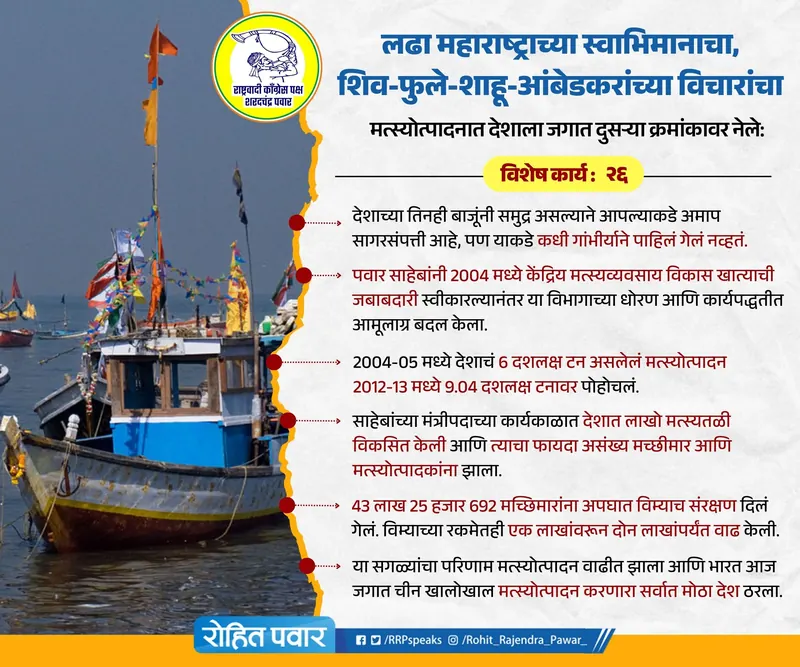 राष्ट्रवादी काँग्रेस पक्ष
शरदचंद्र पवार
लढा महाराष्ट्राच्या स्वाभिमानाचा,
शिव-फुले-शाहू-आंबेडकरांच्या विचारांचा
मत्स्योत्पादनात देशाला जगात दुसऱ्या क्रमांकावर नेले:
विशेष कार्य : २६
देशाच्या तिनही बाजूंनी समुद्र असल्याने आपल्याकडे अमाप
सागरसंपत्ती आहे, पण याकडे कधी गांभीर्याने पाहिलं गेलं नव्हतं.
पवार साहेबांनी 2004 मध्ये केंद्रिय मत्स्यव्यवसाय विकास खात्याची
जबाबदारी स्वीकारल्यानंतर या विभागाच्या धोरण आणि कार्यपद्धतीत
आमूलाग्र बदल केला.
2004-05 मध्ये देशाचं 6 दशलक्ष टन असलेलं मत्स्योत्पादन
2012-13 मध्ये 9.04 दशलक्ष टनावर पोहोचलं.
साहेबांच्या मंत्रीपदाच्या कार्यकाळात देशात लाखो मत्स्यतळी
विकसित केली आणि त्याचा फायदा असंख्य मच्छीमार आणि
मत्स्योत्पादकांना झाला.
43 लाख 25 हजार 692 मच्छिमारांना अपघात विम्याच संरक्षण दिलं
गेलं. विम्याच्या रकमेतही एक लाखांवरून दोन लाखांपर्यंत वाढ केली.
या सगळ्यांचा परिणाम मत्स्योत्पादन वाढीत झाला आणि भारत आज
जगात चीन खालोखाल मत्स्योत्पादन करणारा सर्वात मोठा देश ठरला.
रोहित पवार
/RRPspeaks /Rohit_Rajendra_Pawar_